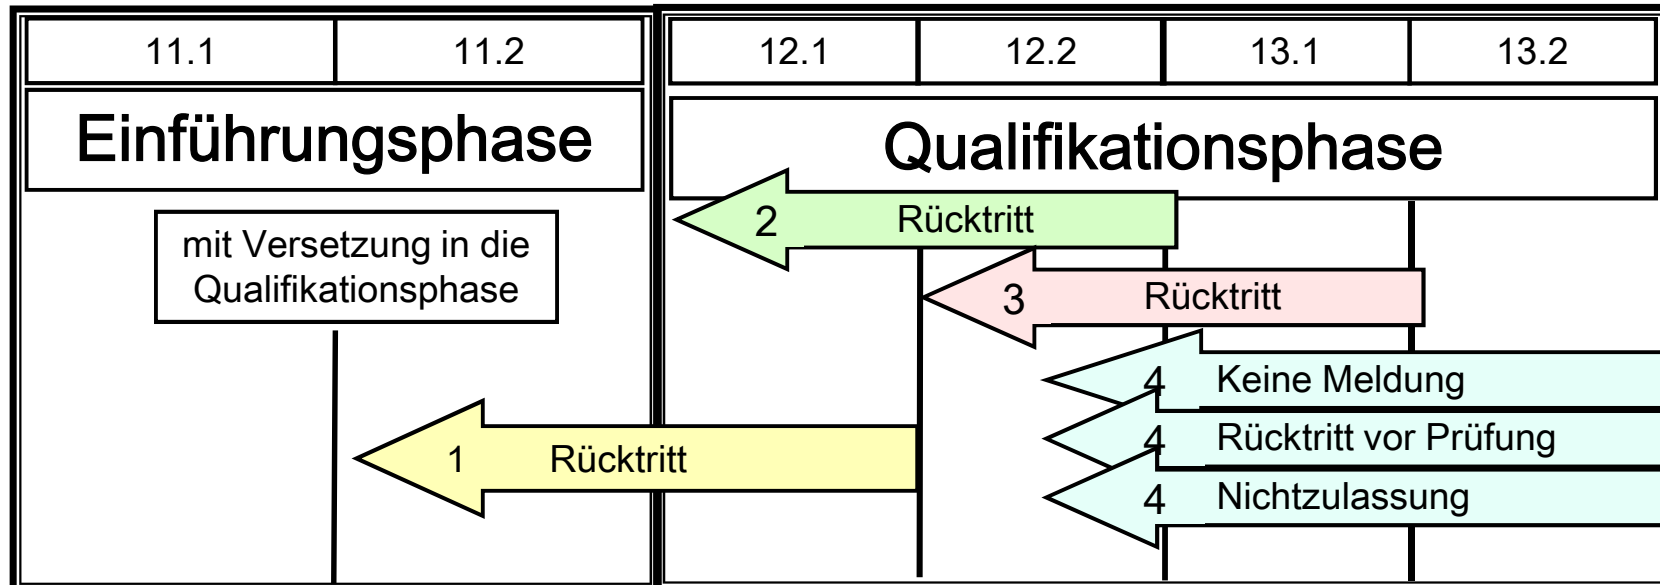 11.1
11.2
12.1
12.2
13.1
13.2
Einführungsphase
Qualifikationsphase
mit Versetzung in die
Qualifikationsphase
2 Rücktritt
3 Rücktritt
4 Keine Meldung
4 Rücktritt vor Prüfung
1 Rücktritt
4 Nichtzulassung